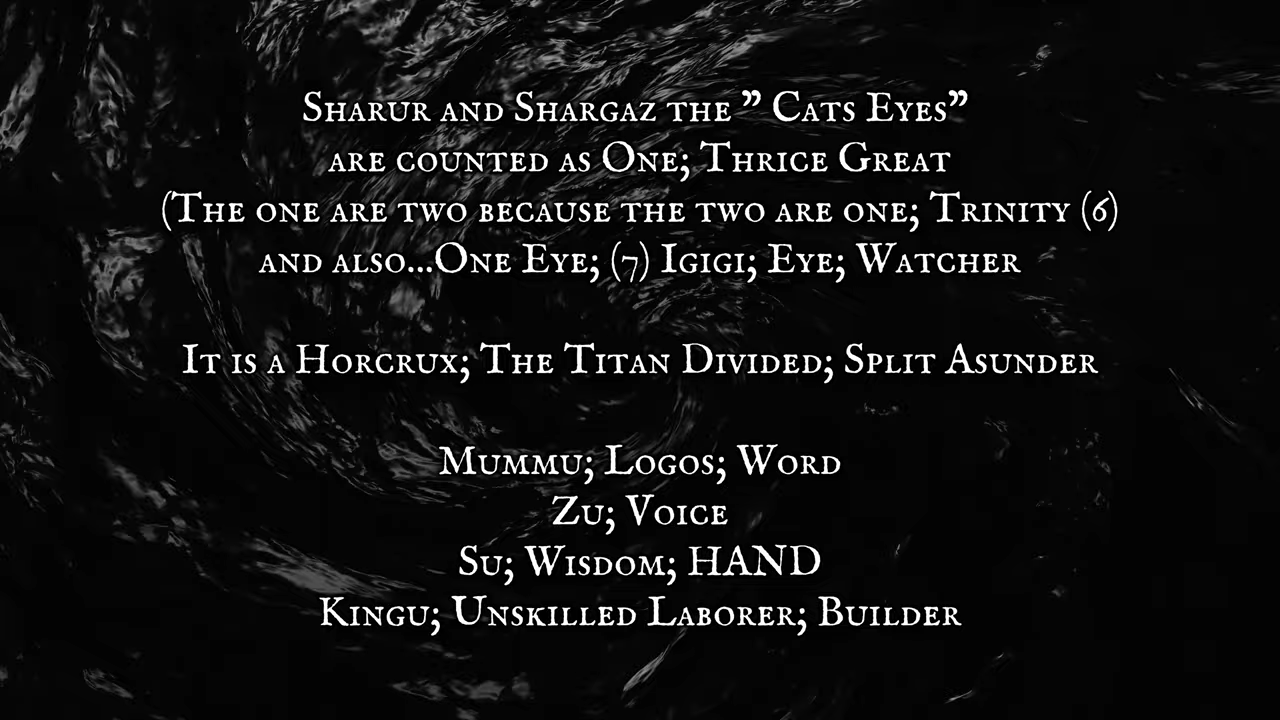 Sharur and Shargaz the " Cats Eyes"
are counted as One; Thrice Great
(The one are two because the two are one; Trinity (6)
and also...One Eye; (7) Igigi; Eye; Watcher
It is a Horcrux; The Titan Divided; Split Asunder
Mummu; Logos; Word
Zu; Voice
Su; Wisdom; HAND
Kingu; Unskilled Laborer; Builder